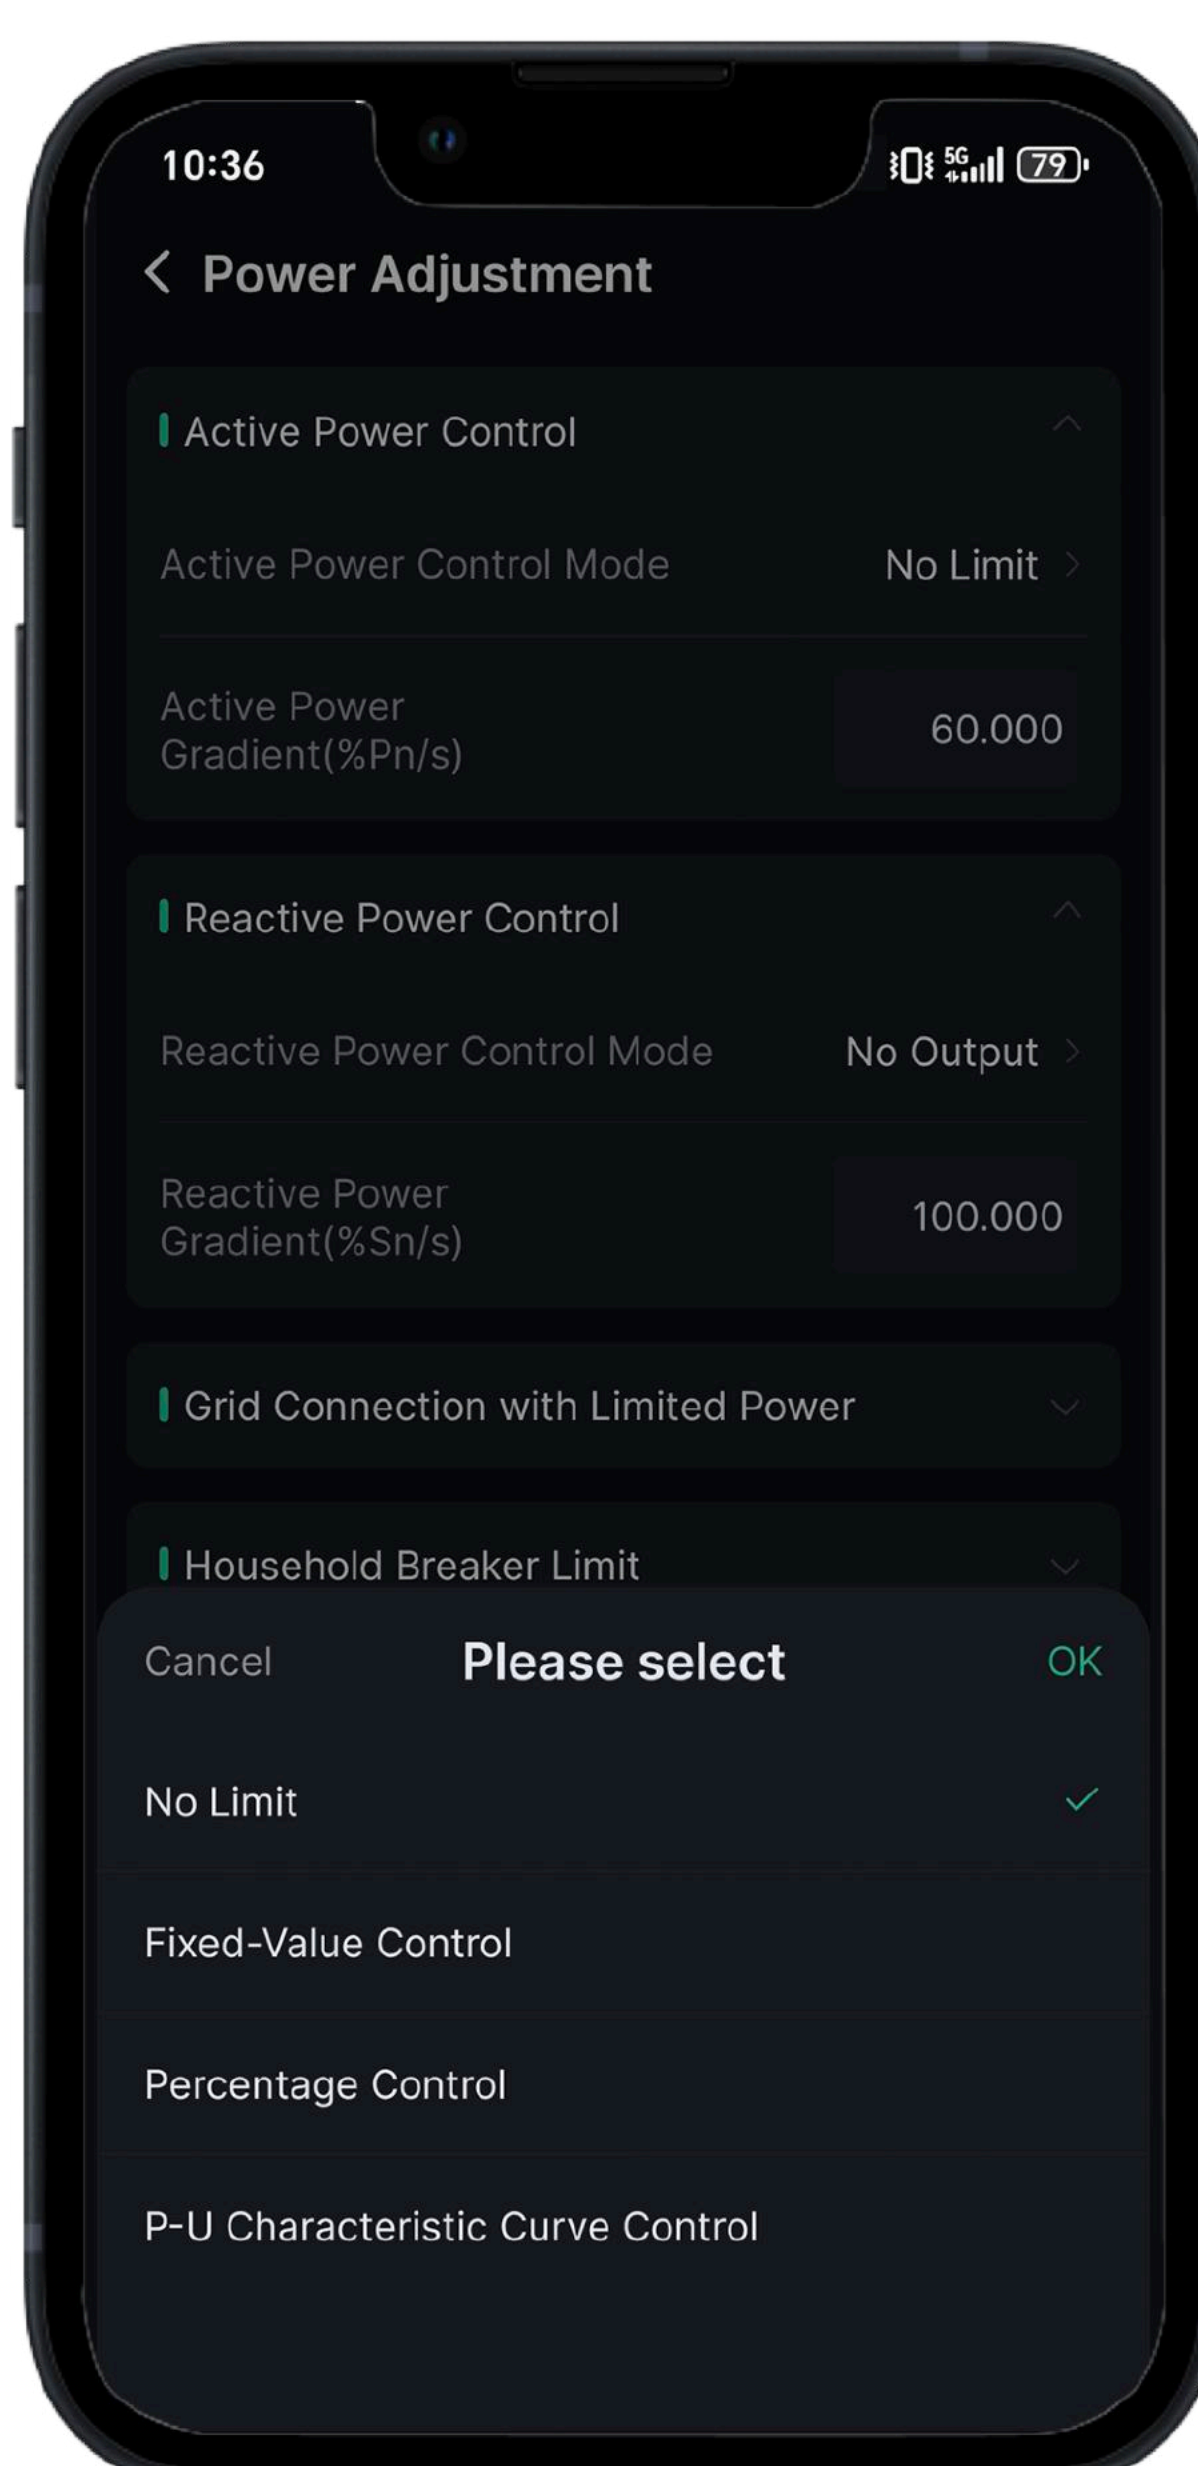 10:36
5G 79
Power Adjustment
Active Power Control
Active Power Control Mode No Limit
Active Power
Gradient(%Pn/s)
60.000
Reactive Power Control
Reactive Power Control Mode No Output
Reactive Power
Gradient(%Sn/s)
100.000
Grid Connection with Limited Power
Household Breaker Limit
Cancel Please select OK
No Limit
Fixed-Value Control
Percentage Control
P-U Characteristic Curve Control